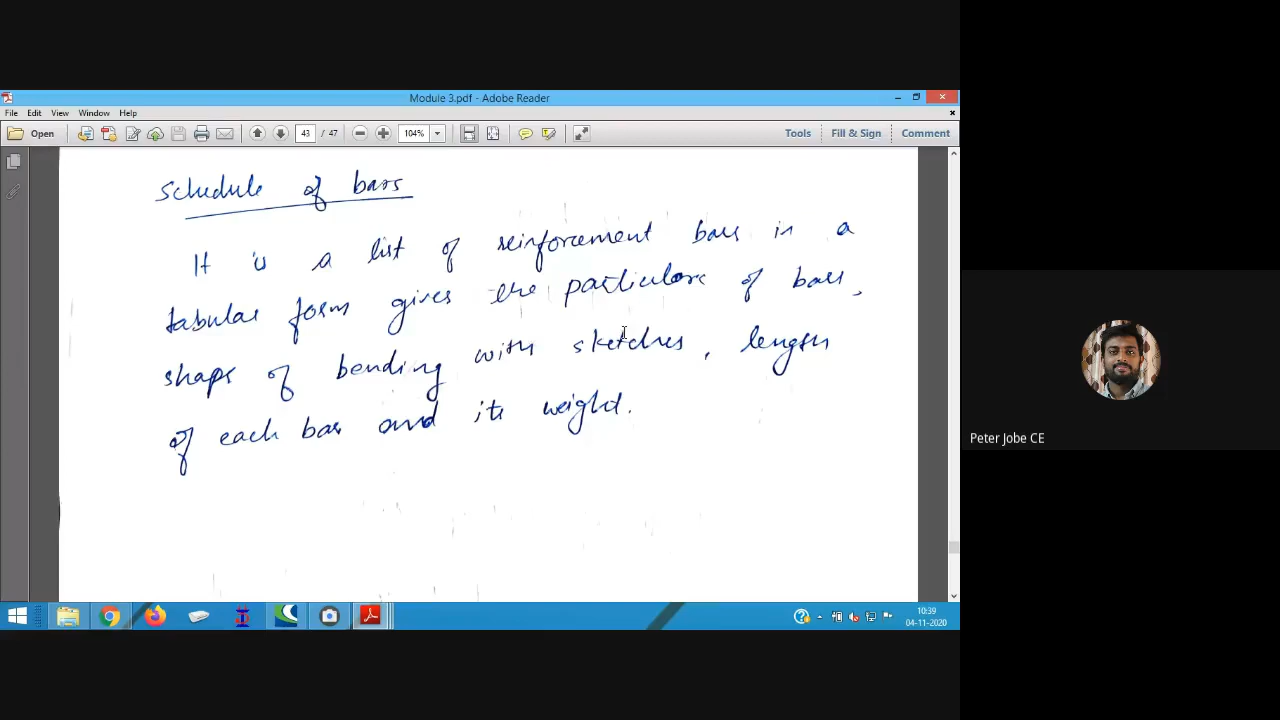 Module 3.pdf - Adobe Reader
File Edit View Window Help
Open 43 / 47 104% Tools Fill & Sign Comment
Schedule of bars
It is a list of reinforcement bars in a
tabular form gives the particulars of bars,
shape of bending with sketches, length
of each bar and its weight.
Peter Jobe CE
10:39
04-11-2020